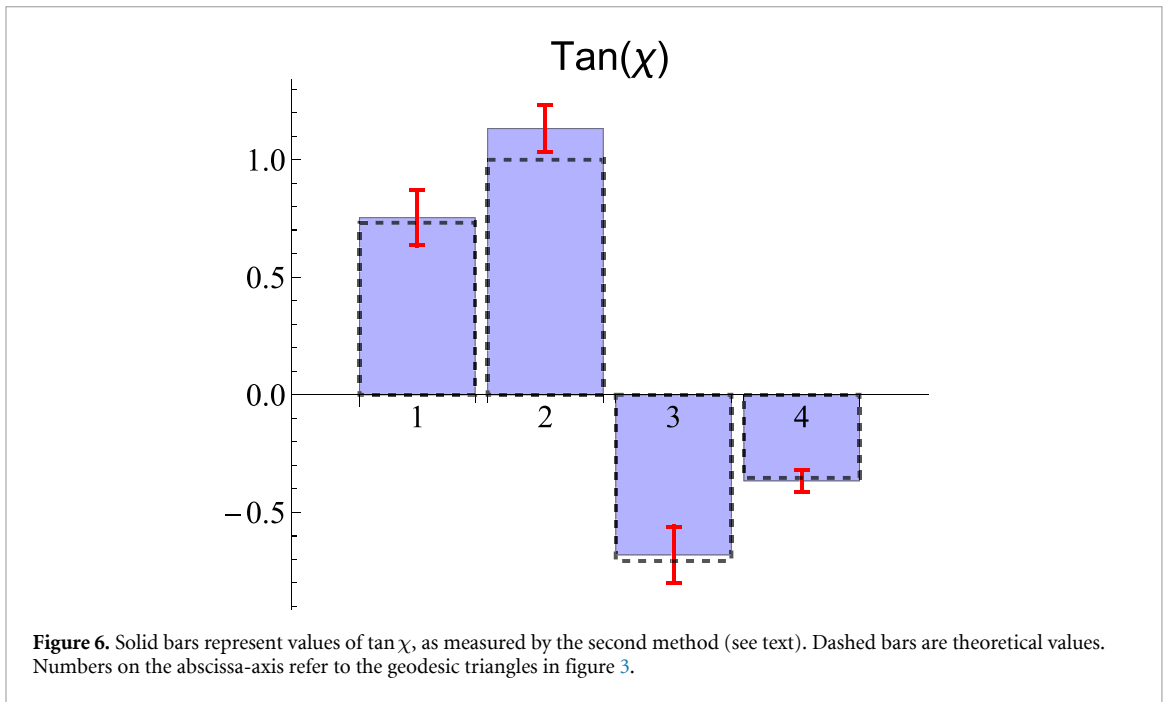 Tan(χ)
1.0
0.5
0.0
−0.5
1
2
3
4
Figure 6. Solid bars represent values of tan χ, as measured by the second method (see text). Dashed bars are theoretical values.
Numbers on the abscissa-axis refer to the geodesic triangles in figure 3.